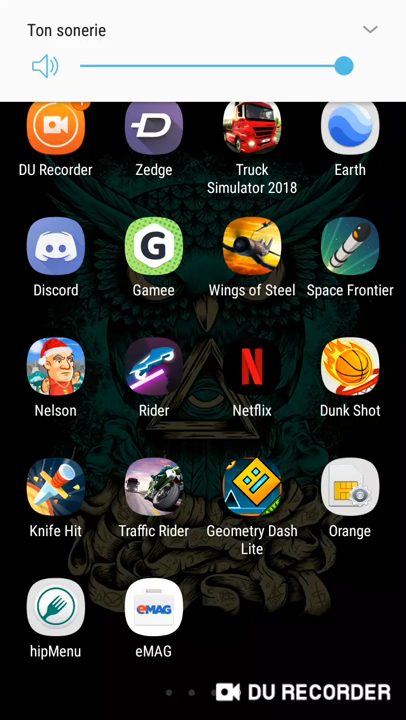 Ton sonerie
DU Recorder
Zedge
Truck
Simulator 2018
Earth
Discord
G
Gamee
Wings of Steel
Space Frontier
Nelson
Rider
N
Netflix
Dunk Shot
Knife Hit
Traffic Rider
Geometry Dash
Lite
Orange
hipMenu
eMAG
eMAG
DU RECORDER